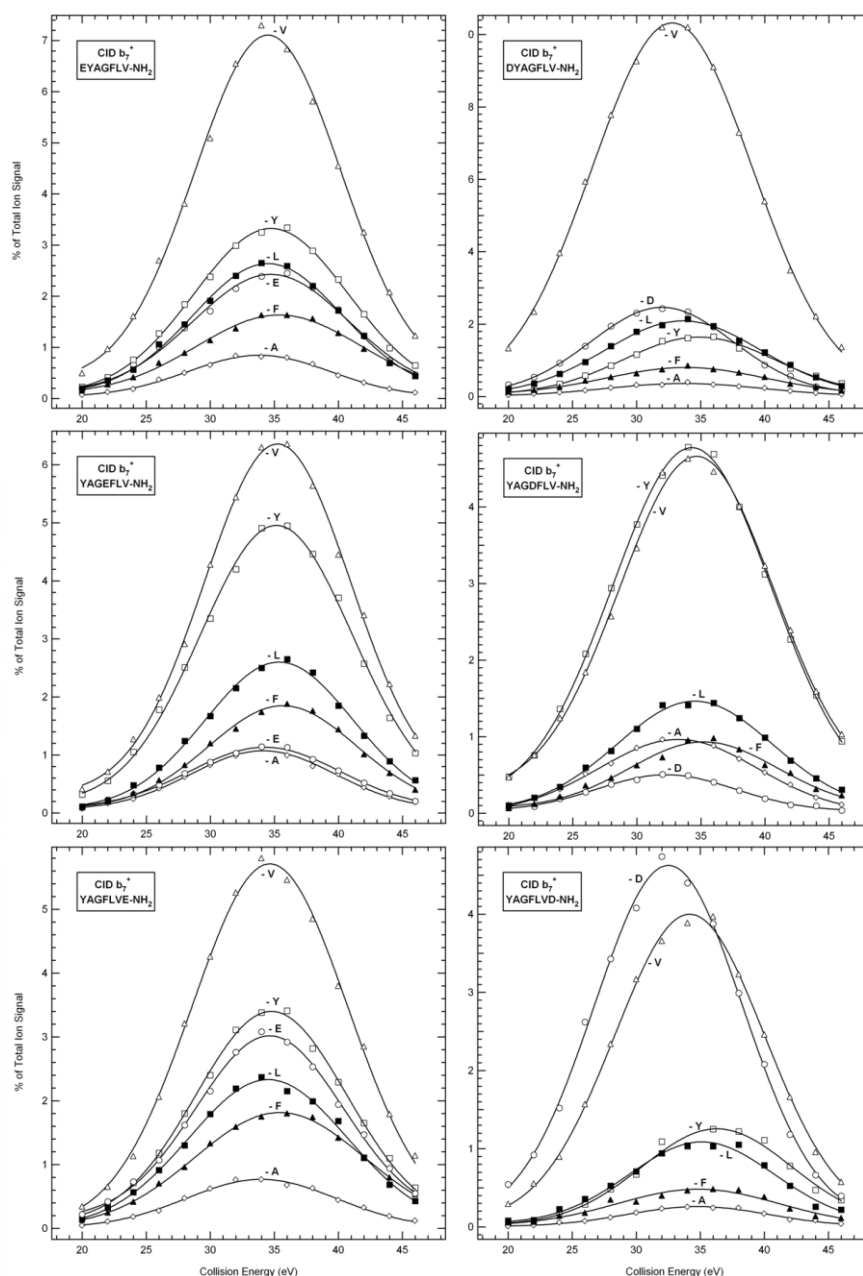 CID b7+
EYAGFLV-NH2
- V
- Y
- L
- E
- F
- A
7
6
5
4
3
2
1
0
20 25 30 35 40 45
% of Total Ion Signal
CID b7+
DYAGFLV-NH2
- V
- D
- L
- Y
- F
- A
0
8
6
4
2
0
20 25 30 35 40 45
CID b7+
YAGEFLV-NH2
- V
- Y
- L
- F
- E
- A
6
5
4
3
2
1
0
20 25 30 35 40 45
% of Total Ion Signal
CID b7+
YAGDFLV-NH2
- Y
- V
- L
- A
- F
- D
4
3
2
1
0
20 25 30 35 40 45
CID b7+
YAGFLVE-NH2
- V
- Y
- E
- L
- F
- A
5
4
3
2
1
0
20 25 30 35 40 45
% of Total Ion Signal
Collision Energy (eV)
CID b7+
YAGFLVD-NH2
- D
- V
- Y
- L
- F
- A
4
3
2
1
0
20 25 30 35 40 45
Collision Energy (eV)